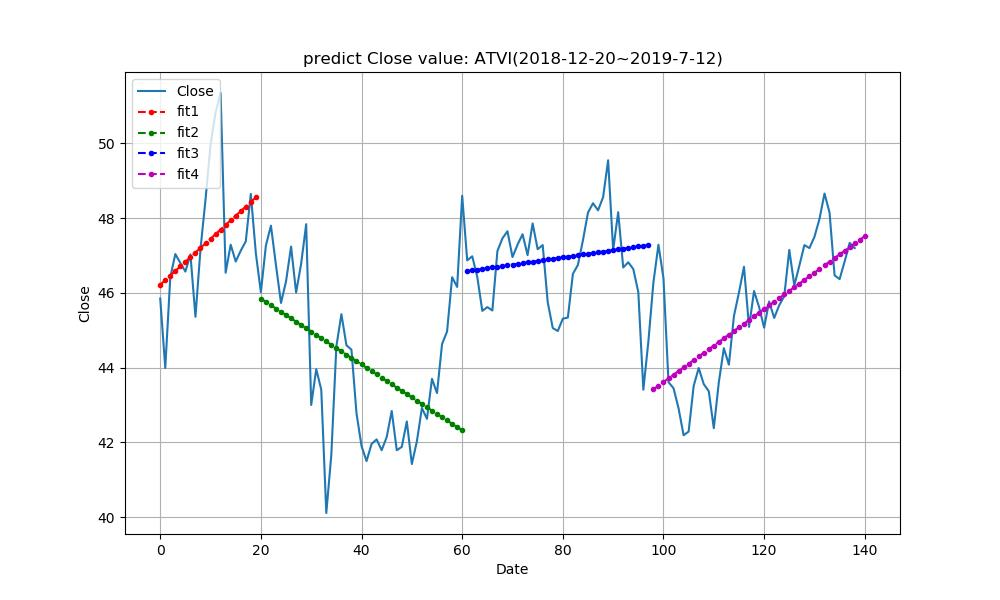 predict Close value: ATVI(2018-12-20~2019-7-12)
Close
fit1
fit2
fit3
fit4
50
48
46
44
42
40
Close
0 20 40 60 80 100 120 140
Date